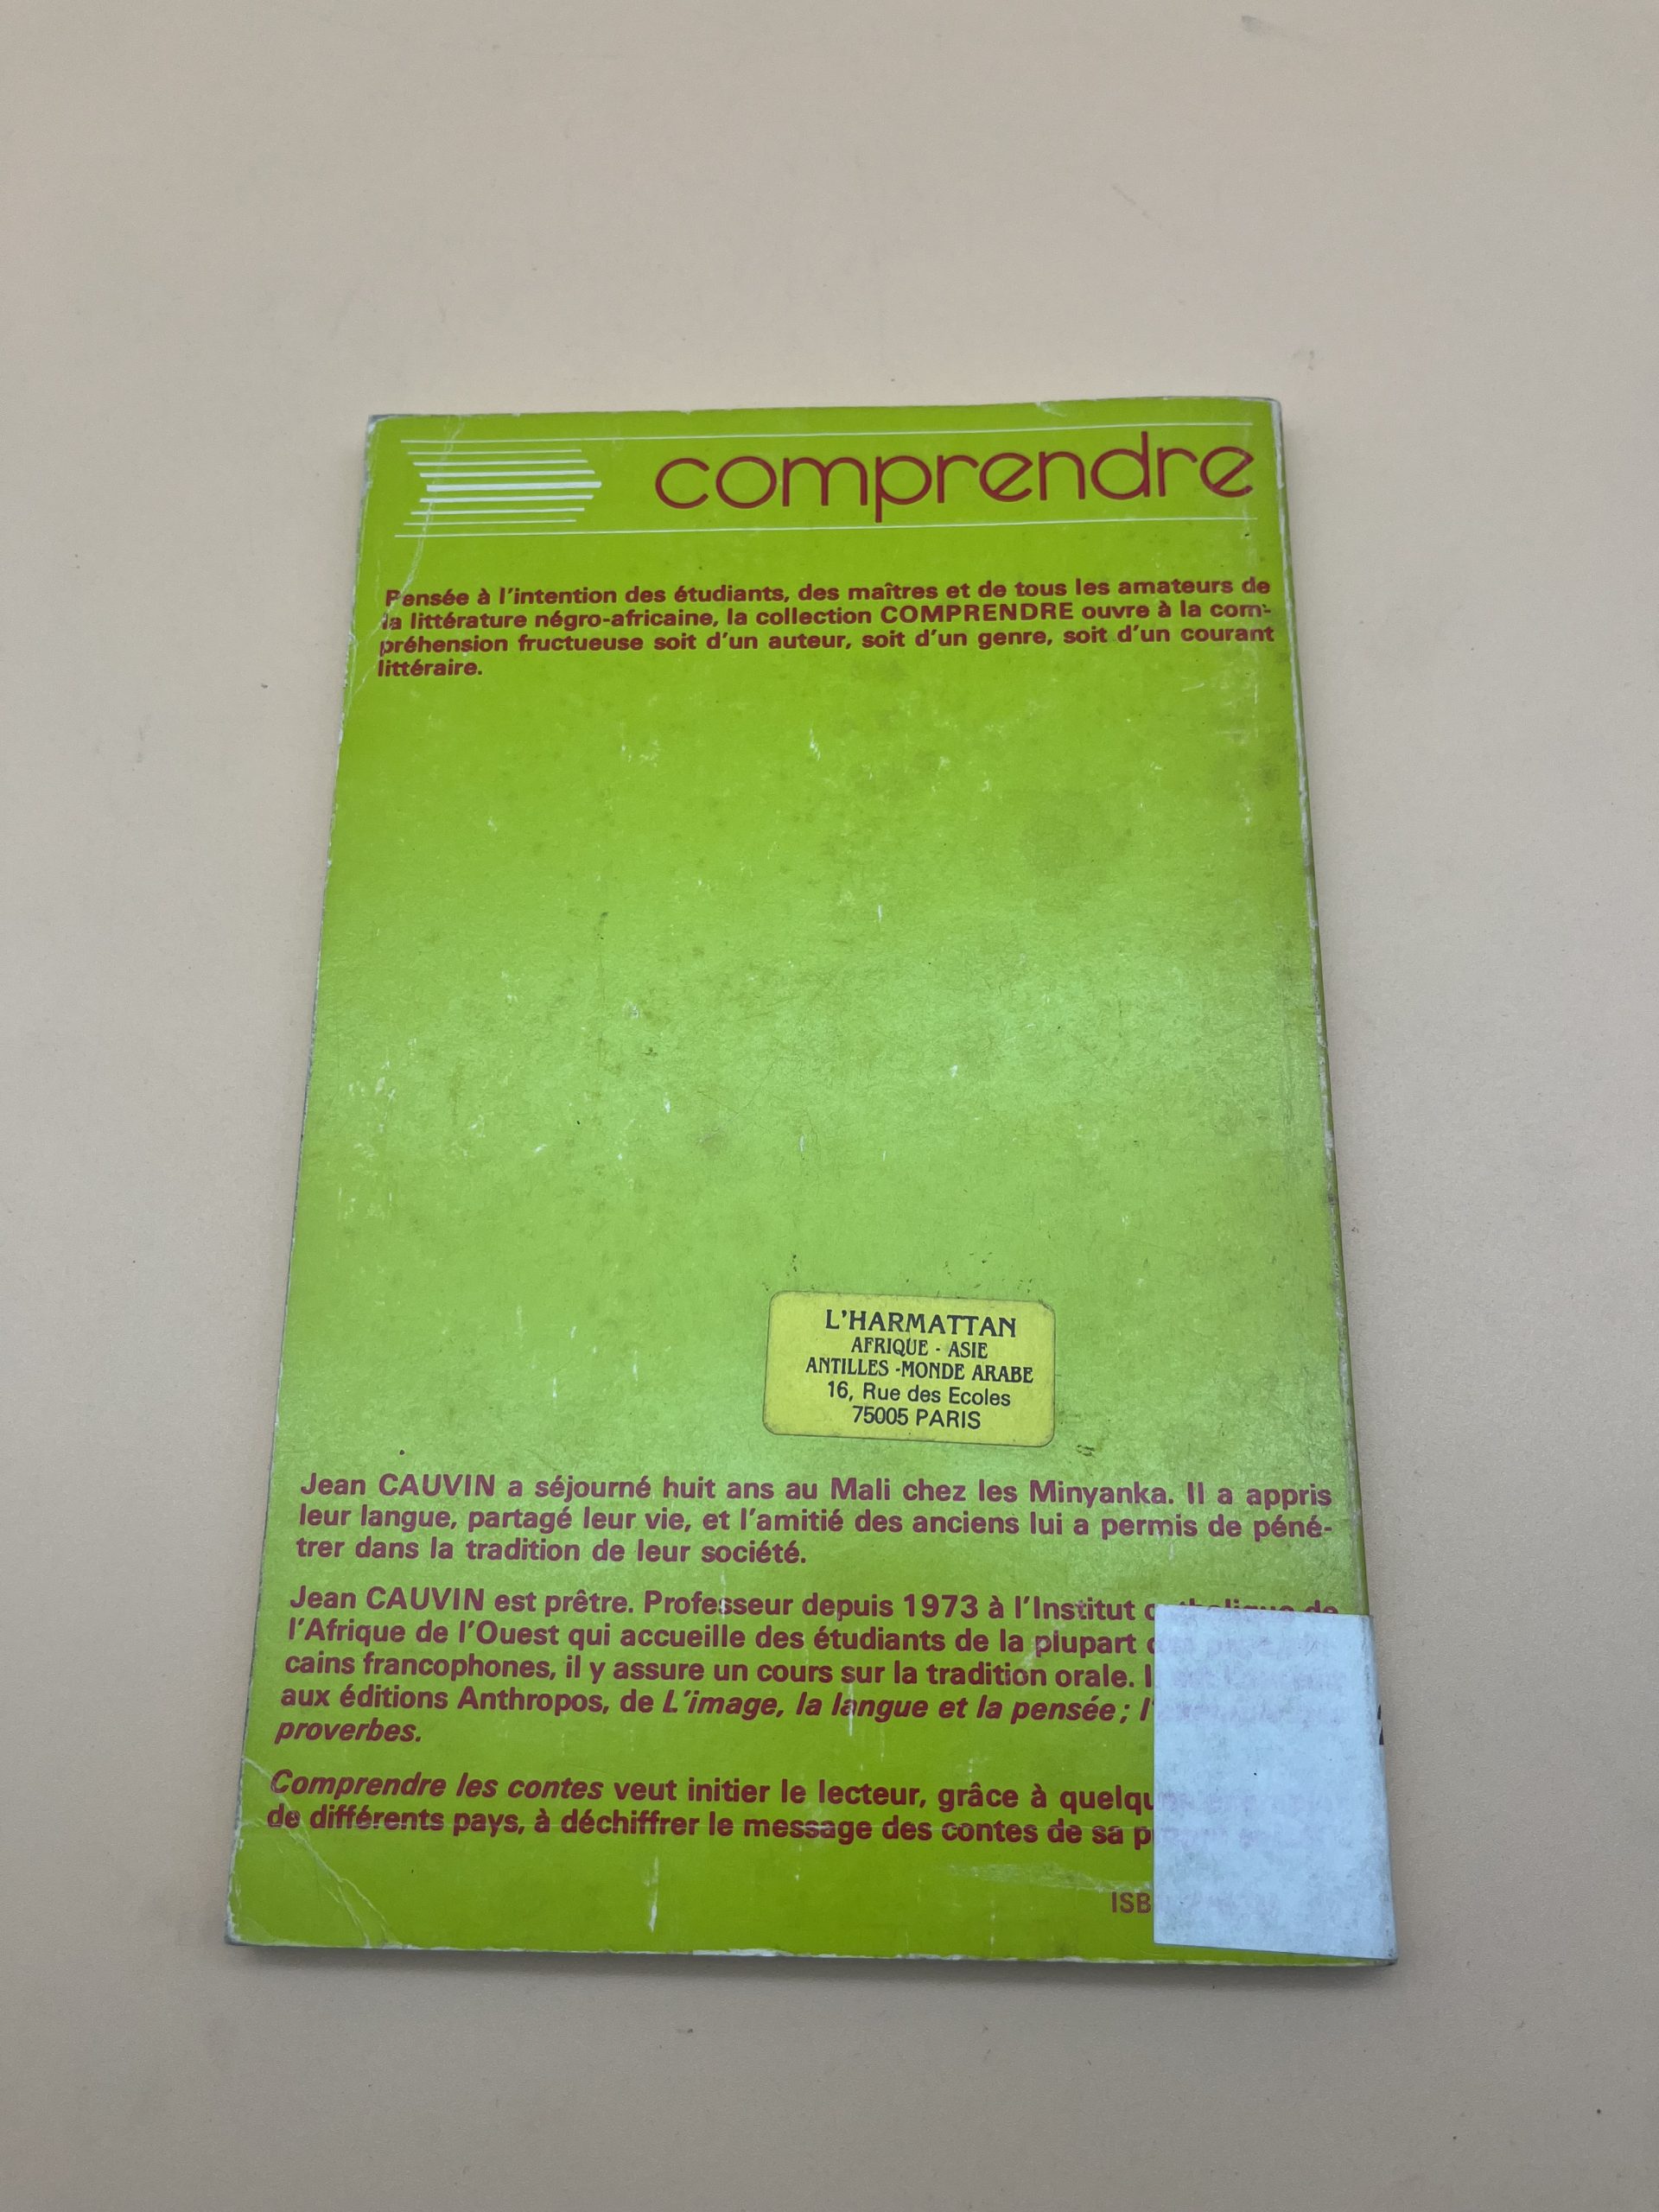 comprendre
Pensée à l'intention des étudiants, des maîtres et de tous les amateurs de
la littérature négro-africaine, la collection COMPRENDRE ouvre à la com-
préhension fructueuse soit d'un auteur, soit d'un genre, soit d'un courant
littéraire.
L'HARMATTAN
AFRIQUE - ASIE
ANTILLES -MONDE ARABE
16, Rue des Ecoles
75005 PARIS
Jean CAUVIN a séjourné huit ans au Mali chez les Minyanka. Il a appris
leur langue, partagé leur vie, et l'amitié des anciens lui a permis de péné-
trer dans la tradition de leur société.
Jean CAUVIN est prêtre. Professeur depuis 1973 à l'Institut catholique de
l'Afrique de l'Ouest qui accueille des étudiants de la plupart
cains francophones, il y assure un cours sur la tradition orale.
aux éditions Anthropos, de L'image, la langue et la pensée ;
proverbes.
Comprendre les contes veut initier le lecteur, grâce à
de différents pays, à déchiffrer le message des contes de sa